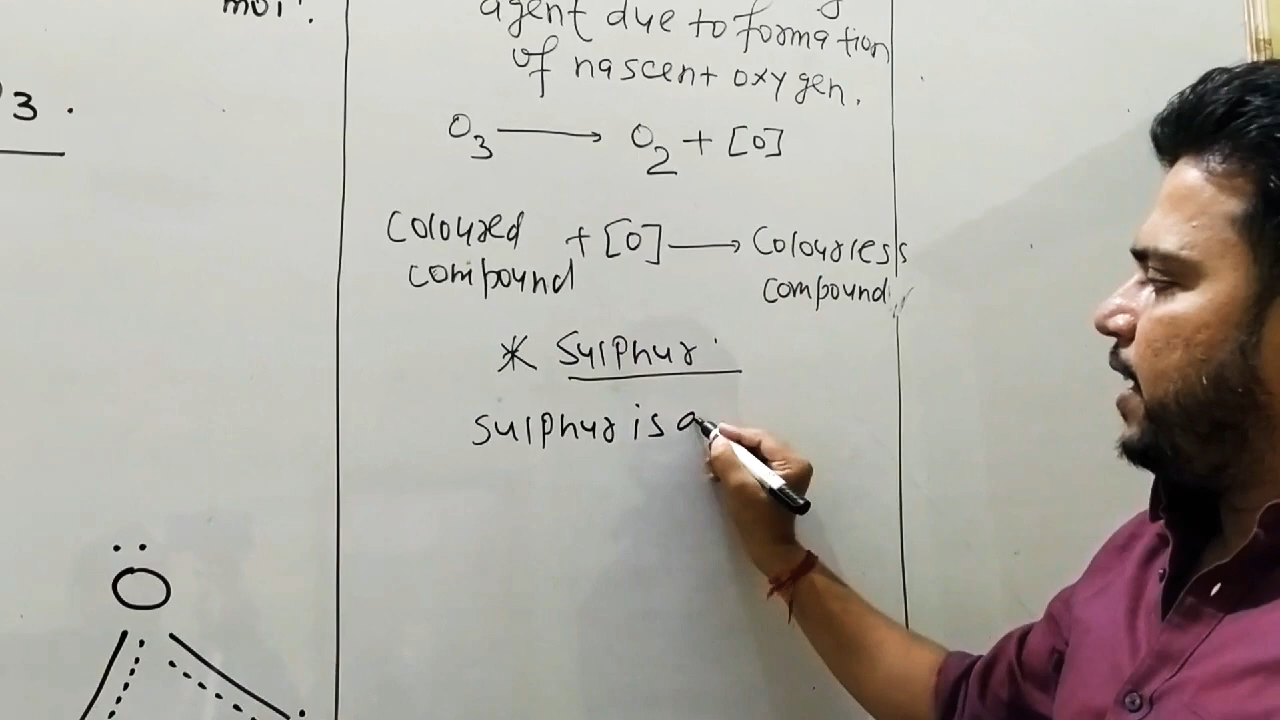 mol.
3.
agent due to formation
of nascent oxygen.
O3 ⟶ O2 + [O]
Coloured compound + [O] ⟶ Colourless compound
* Sulphur.
Sulphur is a
O